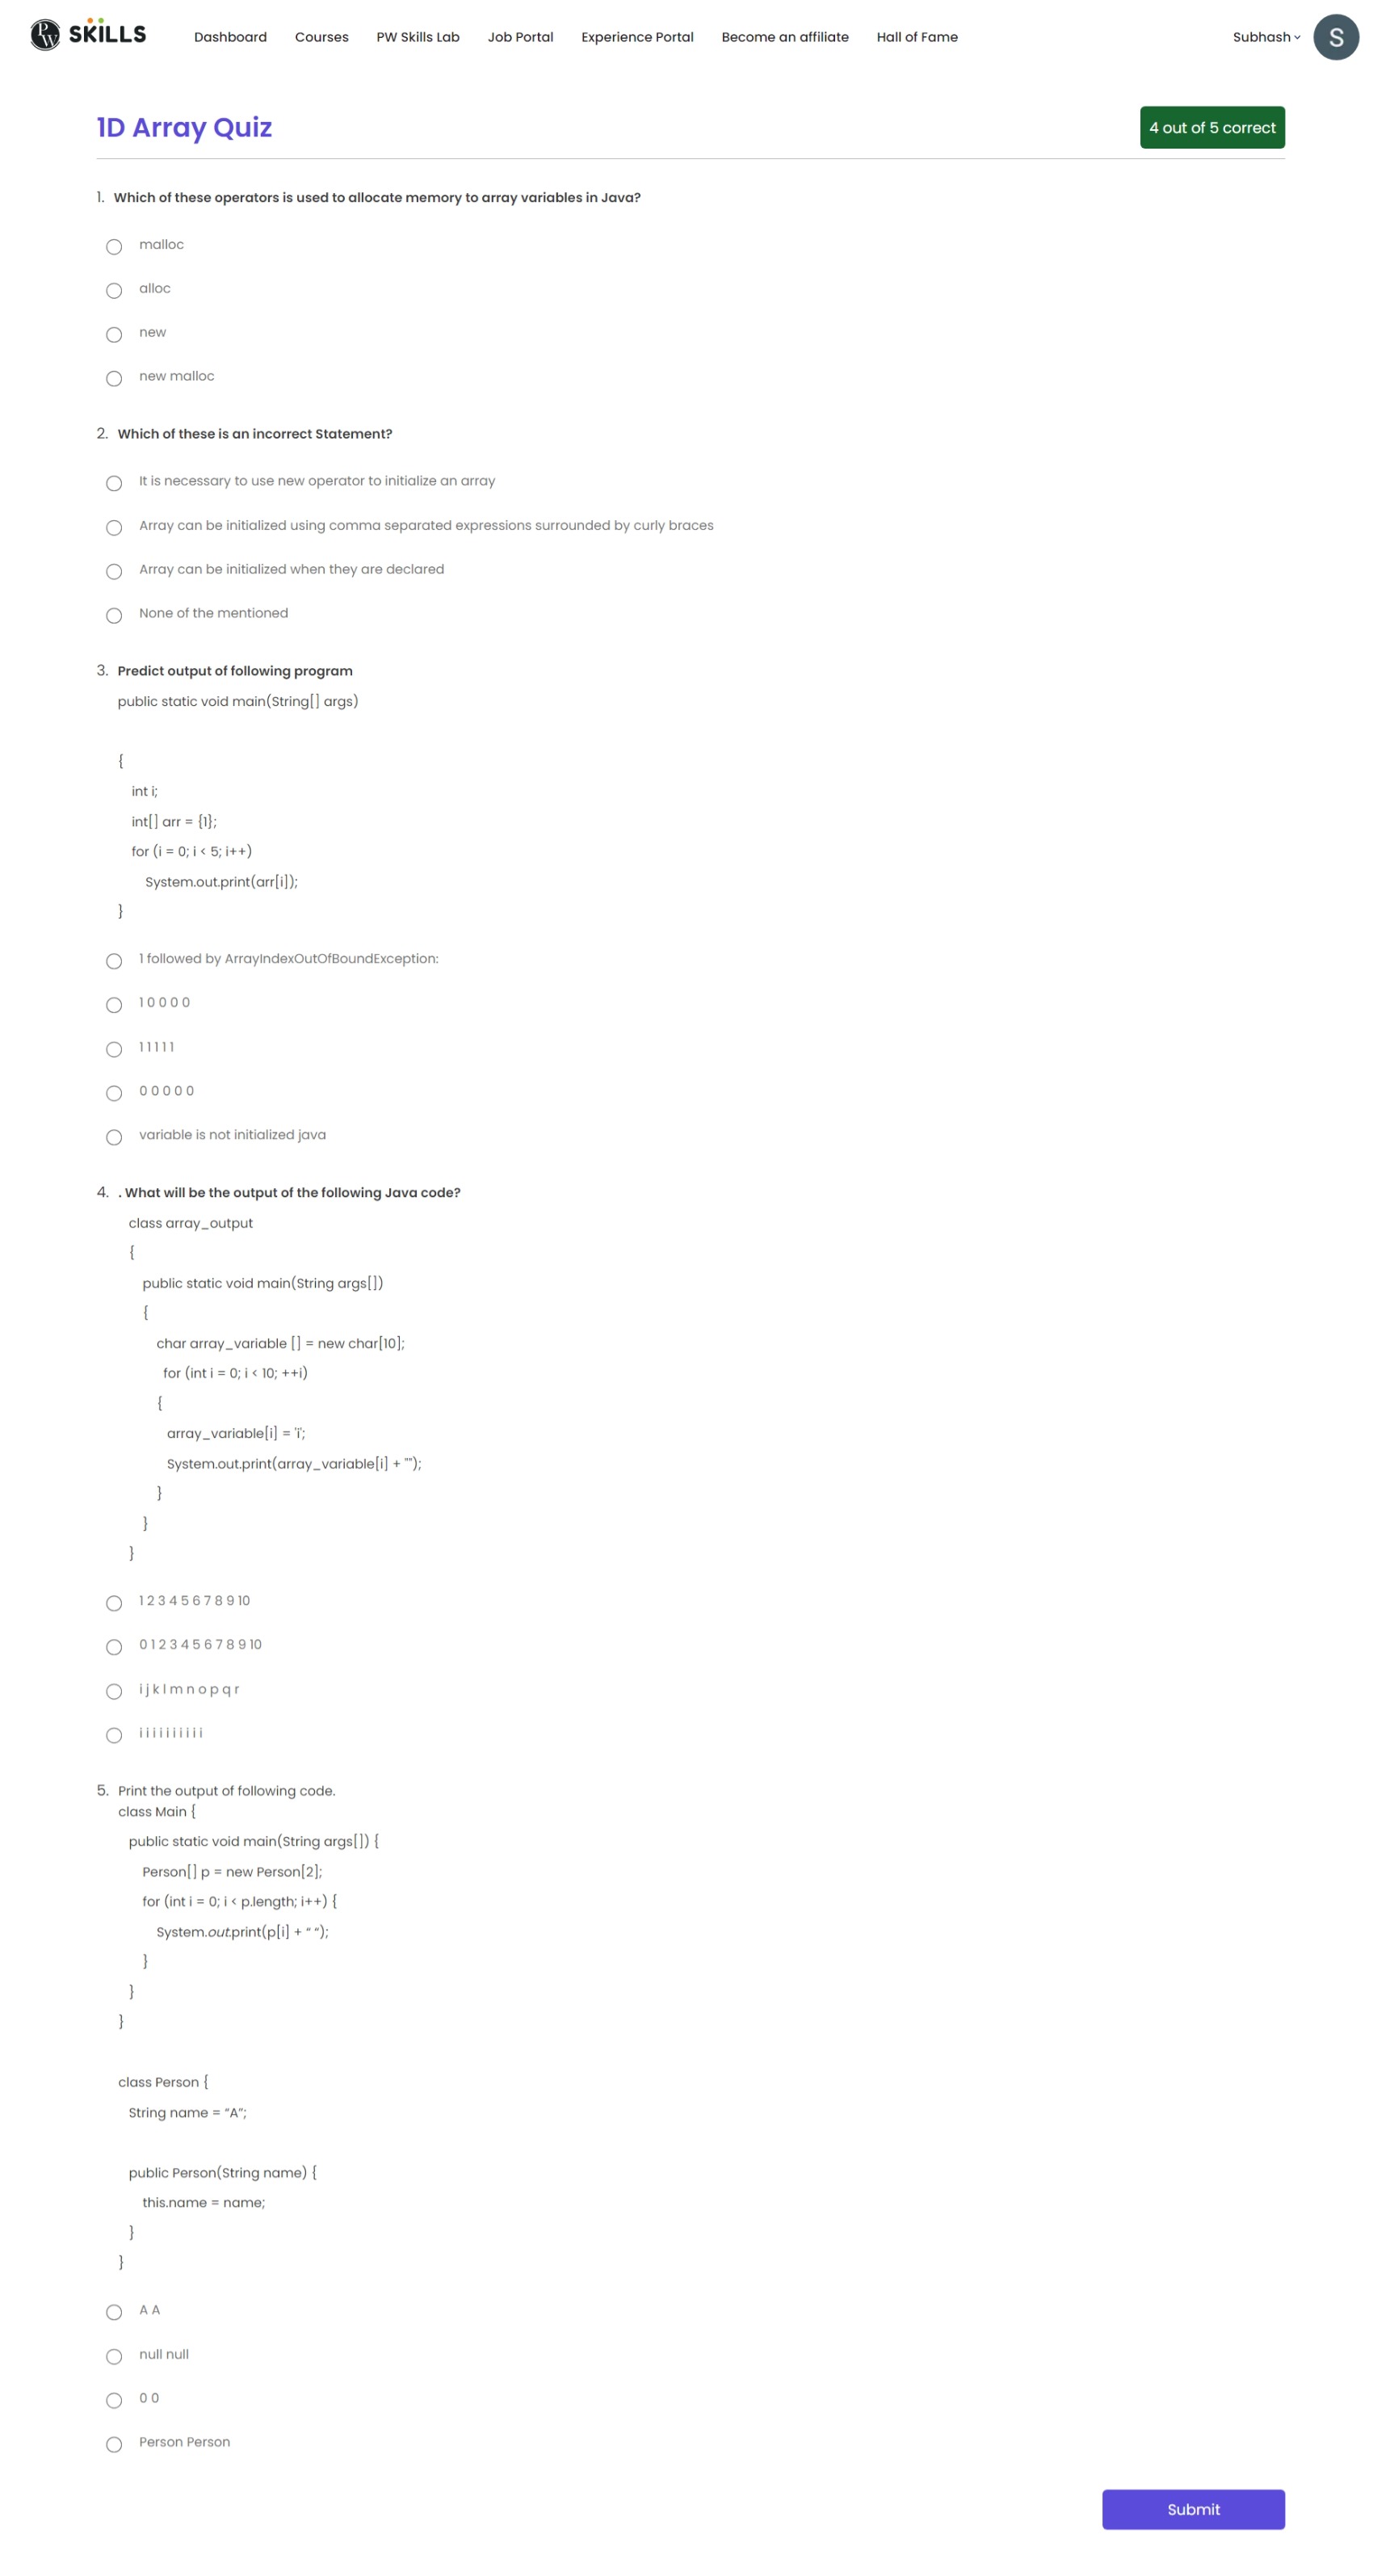 PW SKILLS Dashboard Courses PW Skills Lab Job Portal Experience Portal Become an affiliate Hall of Fame Subhash S
1D Array Quiz 4 out of 5 correct
1. Which of these operators is used to allocate memory to array variables in Java?
malloc
alloc
new
new malloc
2. Which of these is an incorrect Statement?
It is necessary to use new operator to initialize an array
Array can be initialized using comma separated expressions surrounded by curly braces
Array can be initialized when they are declared
None of the mentioned
3. Predict output of following program
public static void main(String[] args)
{
int i;
int[] arr = {1};
for (i = 0; i < 5; i++)
System.out.print(arr[i]);
}
1 followed by ArrayIndexOutOfBoundException:
1 0 0 0 0
1 1 1 1 1
0 0 0 0 0
variable is not initialized java
4. . What will be the output of the following Java code?
class array_output
{
public static void main(String args[])
{
char array_variable [] = new char[10];
for (int i = 0; i < 10; ++i)
{
array_variable[i] = 'i';
System.out.print(array_variable[i] + "");
}
}
}
1 2 3 4 5 6 7 8 9 10
0 1 2 3 4 5 6 7 8 9 10
i j k l m n o p q r
i i i i i i i i i i
5. Print the output of following code.
class Main {
public static void main(String args[]) {
Person[] p = new Person[2];
for (int i = 0; i < p.length; i++) {
System.out.print(p[i] + “ “);
}
}
}
class Person {
String name = “A”;
public Person(String name) {
this.name = name;
}
}
A A
null null
0 0
Person Person
Submit